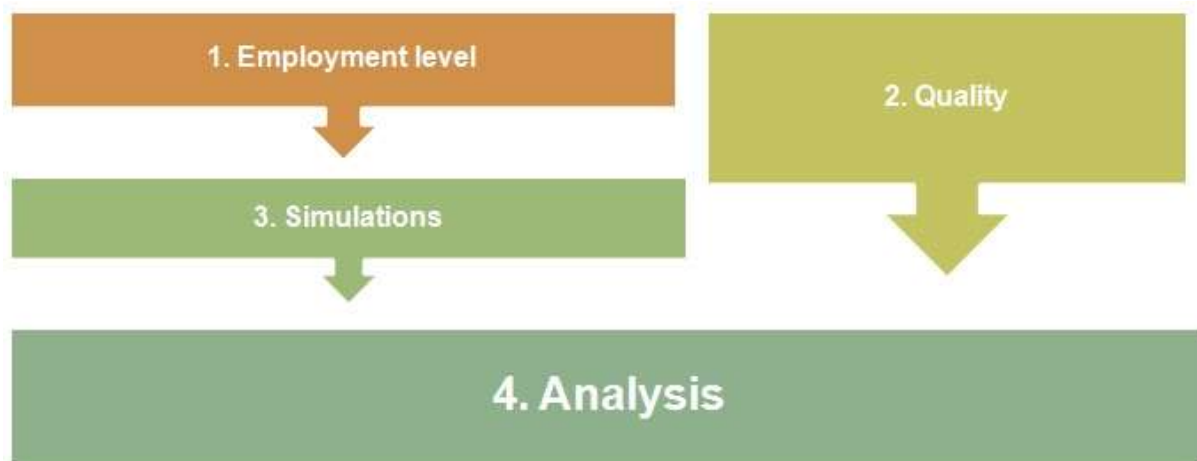 1. Employment level
2. Quality
3. Simulations
4. Analysis